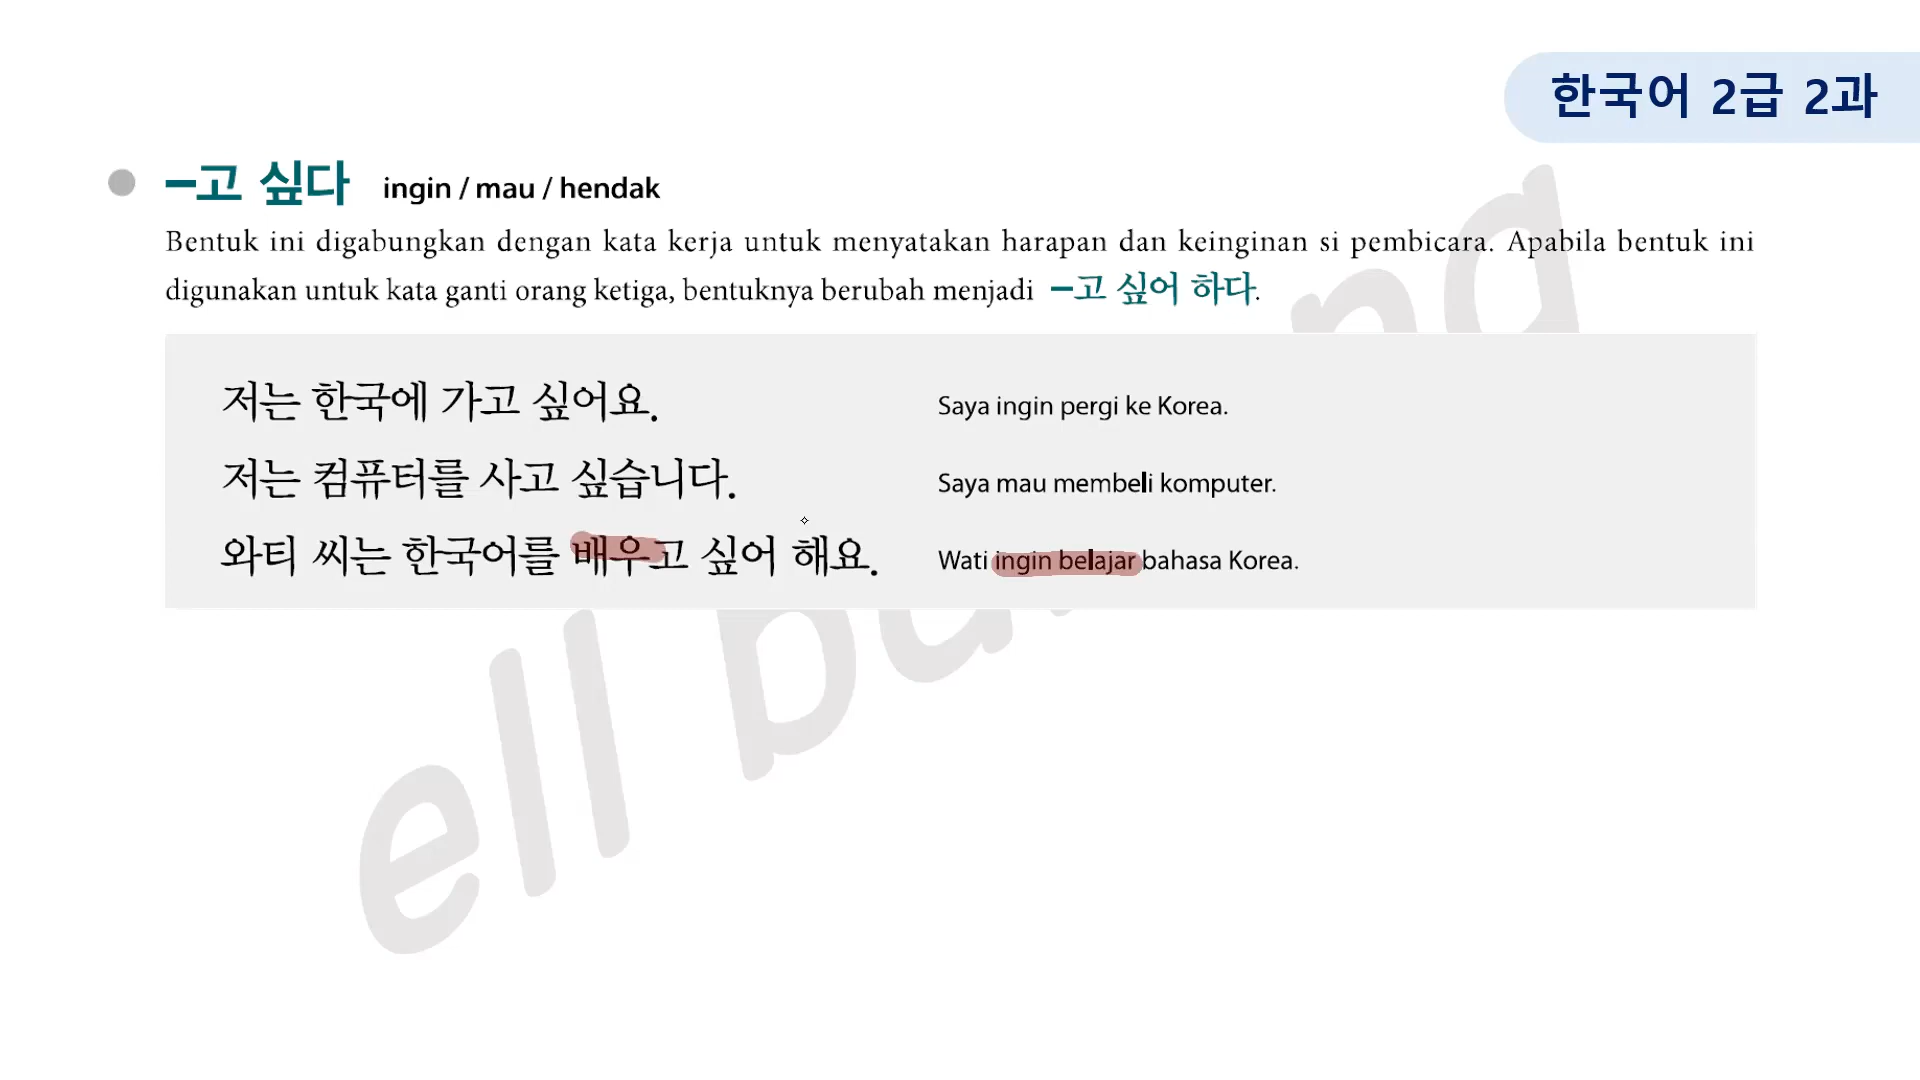 한국어 2급 2과
-고 싶다 ingin / mau / hendak
Bentuk ini digabungkan dengan kata kerja untuk menyatakan harapan dan keinginan si pembicara. Apabila bentuk ini
digunakan untuk kata ganti orang ketiga, bentuknya berubah menjadi -고 싶어 하다.
저는 한국에 가고 싶어요. Saya ingin pergi ke Korea.
저는 컴퓨터를 사고 싶습니다. Saya mau membeli komputer.
와티 씨는 한국어를 배우고 싶어 해요. Wati ingin belajar bahasa Korea.
ell